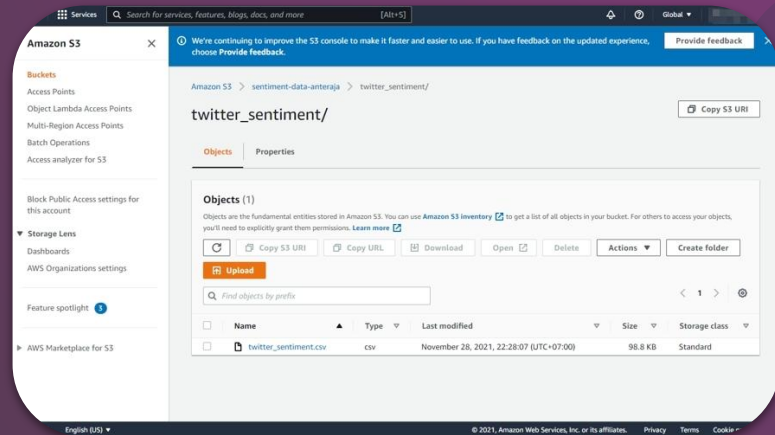 Services
Search for services, features, blogs, docs, and more
[Alt+S]
Global ▼
Amazon S3
We're continuing to improve the S3 console to make it faster and easier to use. If you have feedback on the updated experience,
choose Provide feedback.
Provide feedback
Buckets
Access Points
Object Lambda Access Points
Multi-Region Access Points
Batch Operations
Access analyzer for S3
Block Public Access settings for
this account
Storage Lens
Dashboards
AWS Organizations settings
Feature spotlight 3
AWS Marketplace for S3
Amazon S3 > sentiment-data-anteraja > twitter_sentiment/
twitter_sentiment/
Copy S3 URI
Objects Properties
Objects (1)
Objects are the fundamental entities stored in Amazon S3. You can use Amazon S3 inventory to get a list of all objects in your bucket. For others to access your objects,
you'll need to explicitly grant them permissions. Learn more
Copy S3 URI Copy URL Download Open Delete Actions ▼ Create folder
Upload
Find objects by prefix
< 1 >
Name Type Last modified Size Storage class
twitter_sentiment.csv csv November 28, 2021, 22:28:07 (UTC+07:00) 98.8 KB Standard
English (US) ▼
© 2021, Amazon Web Services, Inc. or its affiliates. Privacy Terms Cookie